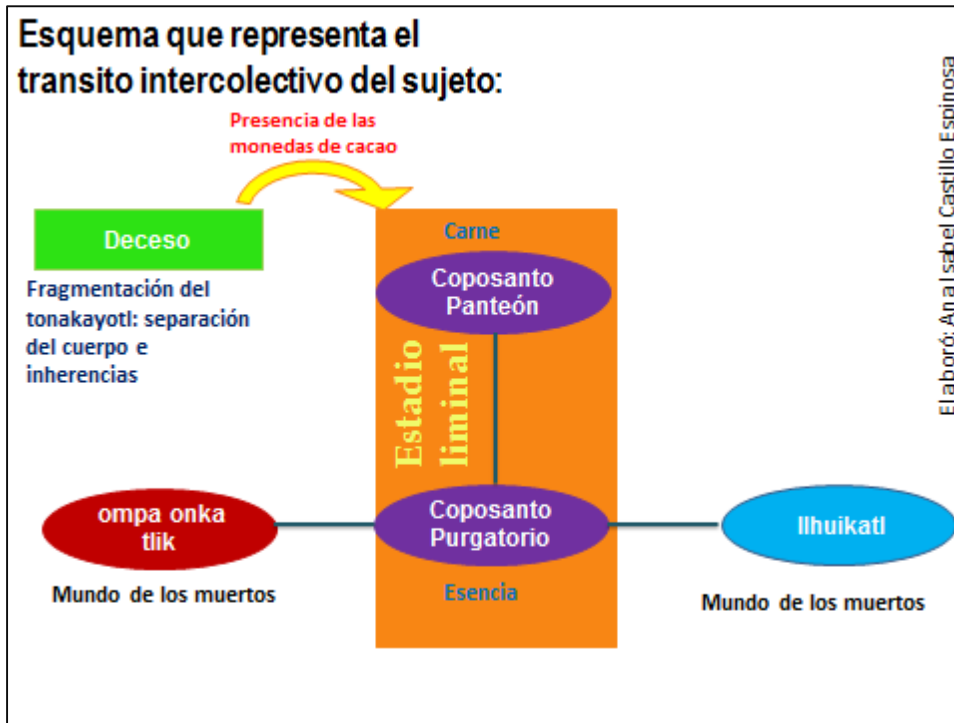 Esquema que representa el
transito intercolectivo del sujeto:
Presencia de las
monedas de cacao
Deceso
Fragmentación del
tonakayotl: separación
del cuerpo e
inherencias
Carne
Coposanto
Panteón
Estadio
liminal
ompa onka
tlik
Mundo de los muertos
Coposanto
Purgatorio
Esencia
Ilhuikatl
Mundo de los muertos
Elaboró: Ana Isabel Castillo Espinosa